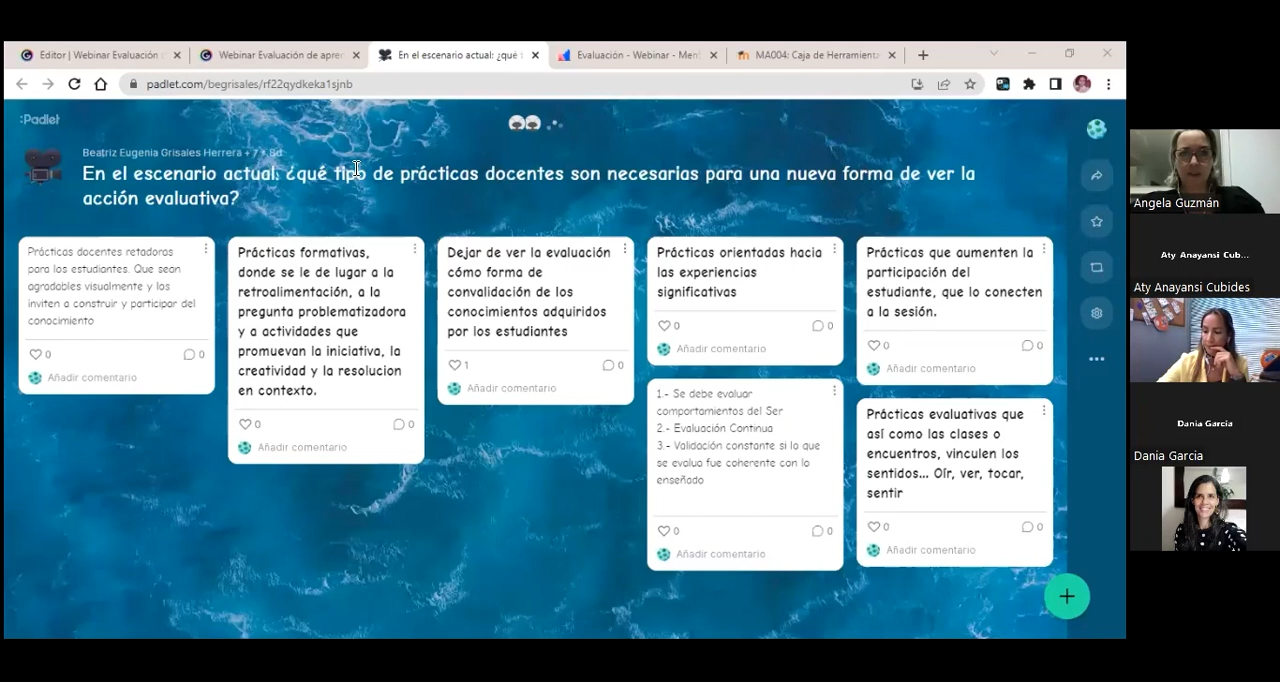 Editor | Webinar Evaluación
Webinar Evaluación de apren
En el escenario actual: ¿qué t
Evaluación - Webinar - Ment
MA004: Caja de Herramienta
padlet.com/begrisales/rf22qydkeka1sjnb
:Padlet
Beatriz Eugenia Grisales Herrera + 7 • 8d
En el escenario actual: ¿qué tipo de prácticas docentes son necesarias para una nueva forma de ver la
acción evaluativa?
Prácticas docentes retadoras
para los estudiantes. Que sean
agradables visualmente y los
inviten a construir y participar del
conocimiento
0
0
Añadir comentario
Prácticas formativas,
donde se le de lugar a la
retroalimentación, a la
pregunta problematizadora
y a actividades que
promuevan la iniciativa, la
creatividad y la resolucion
en contexto.
0
0
Añadir comentario
Dejar de ver la evaluación
cómo forma de
convalidación de los
conocimientos adquiridos
por los estudiantes
1
0
Añadir comentario
Prácticas orientadas hacia
las experiencias
significativas
0
0
Añadir comentario
1.- Se debe evaluar
comportamientos del Ser
2.- Evaluación Continua
3.- Validación constante si lo que
se evalua fue coherente con lo
enseñado
0
0
Añadir comentario
Prácticas que aumenten la
participación del
estudiante, que lo conecten
a la sesión.
0
0
Añadir comentario
Prácticas evaluativas que
así como las clases o
encuentros, vinculen los
sentidos... Oír, ver, tocar,
sentir
0
0
Añadir comentario
Angela Guzmán
Aty Anayansi Cub...
Aty Anayansi Cubides
Dania Garcia
Dania Garcia